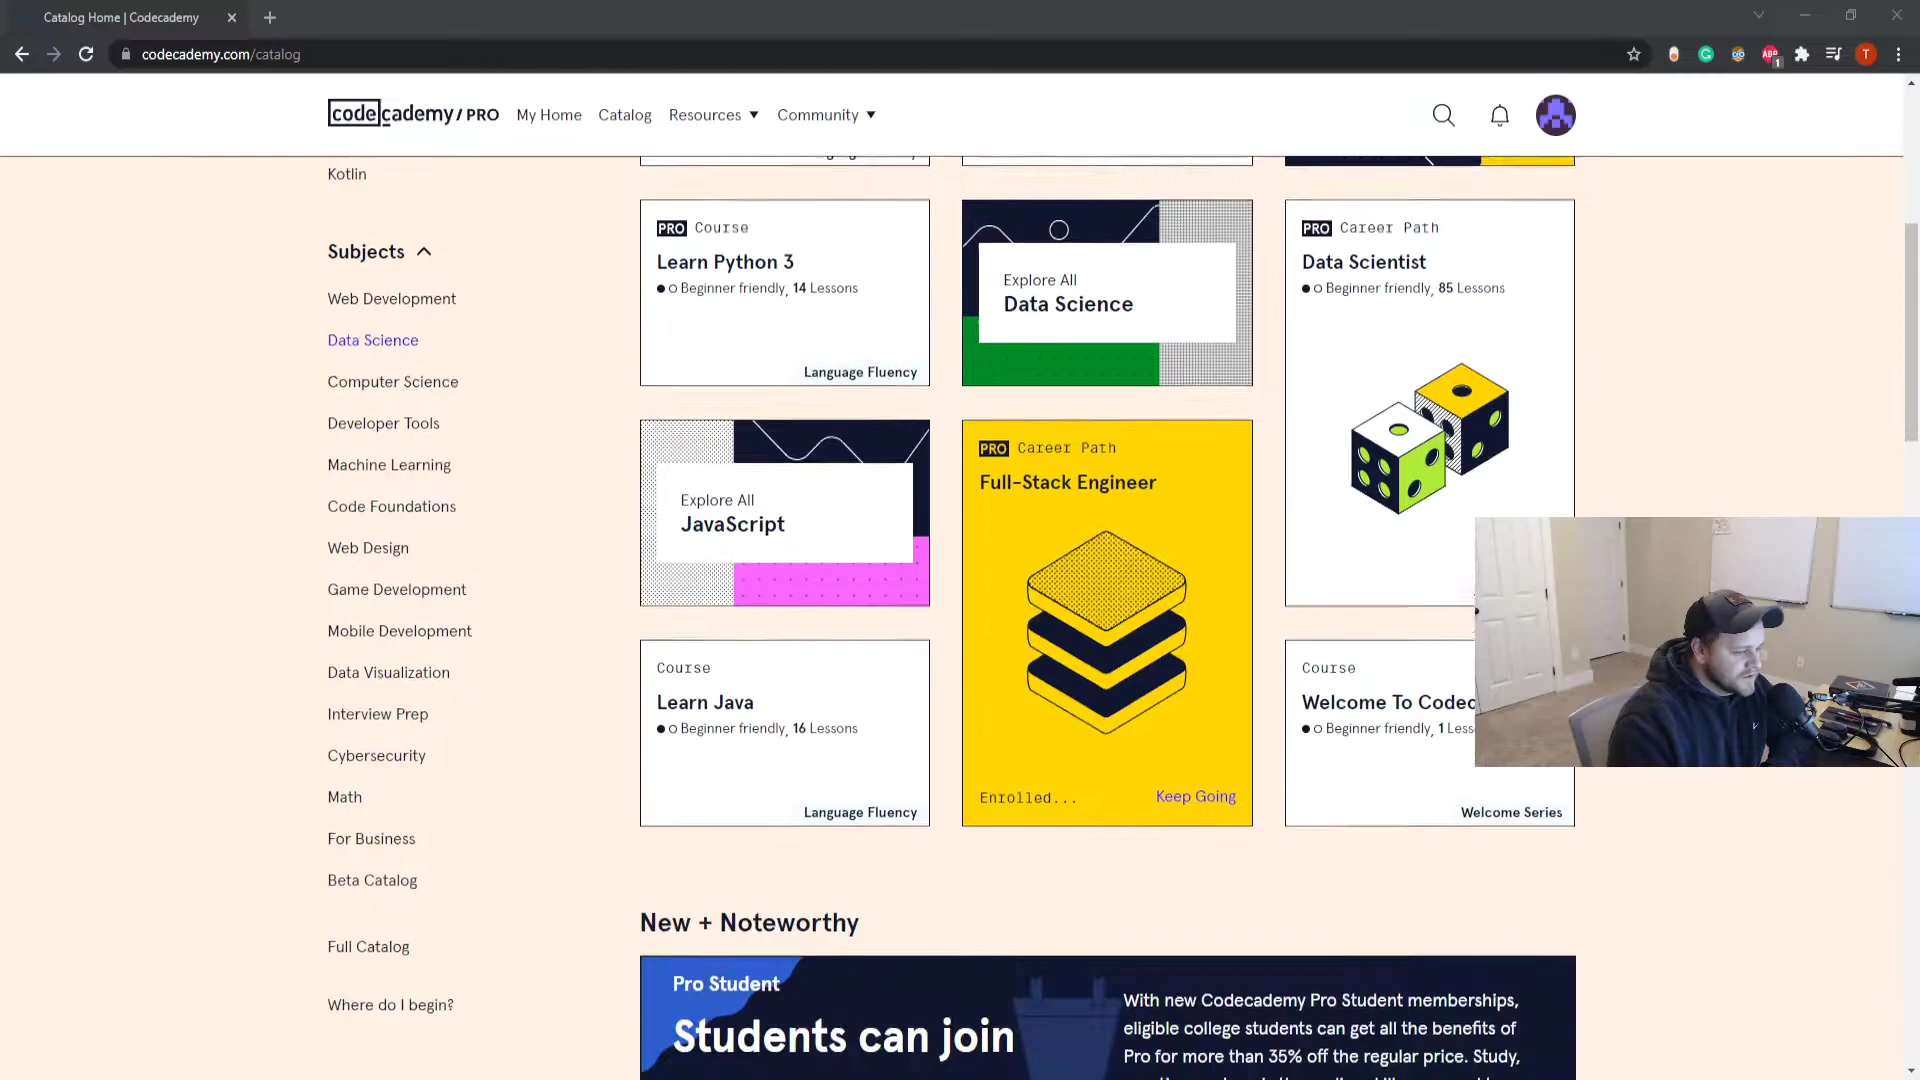 Catalog Home | Codecademy
codecademy.com/catalog
ABP
1
T
codecademy/PRO
My Home
Catalog
Resources
Community
Kotlin
Subjects
Web Development
Data Science
Computer Science
Developer Tools
Machine Learning
Code Foundations
Web Design
Game Development
Mobile Development
Data Visualization
Interview Prep
Cybersecurity
Math
For Business
Beta Catalog
Full Catalog
Where do I begin?
PRO Course
Learn Python 3
Beginner friendly, 14 Lessons
Language Fluency
Explore All
Data Science
PRO Career Path
Data Scientist
Beginner friendly, 85 Lessons
Explore All
JavaScript
PRO Career Path
Full-Stack Engineer
Enrolled...
Keep Going
Course
Learn Java
Beginner friendly, 16 Lessons
Language Fluency
Course
Welcome To Codec
Beginner friendly, 1 Less
Welcome Series
New + Noteworthy
Pro Student
Students can join
With new Codecademy Pro Student memberships,
eligible college students can get all the benefits of
Pro for more than 35% off the regular price. Study,